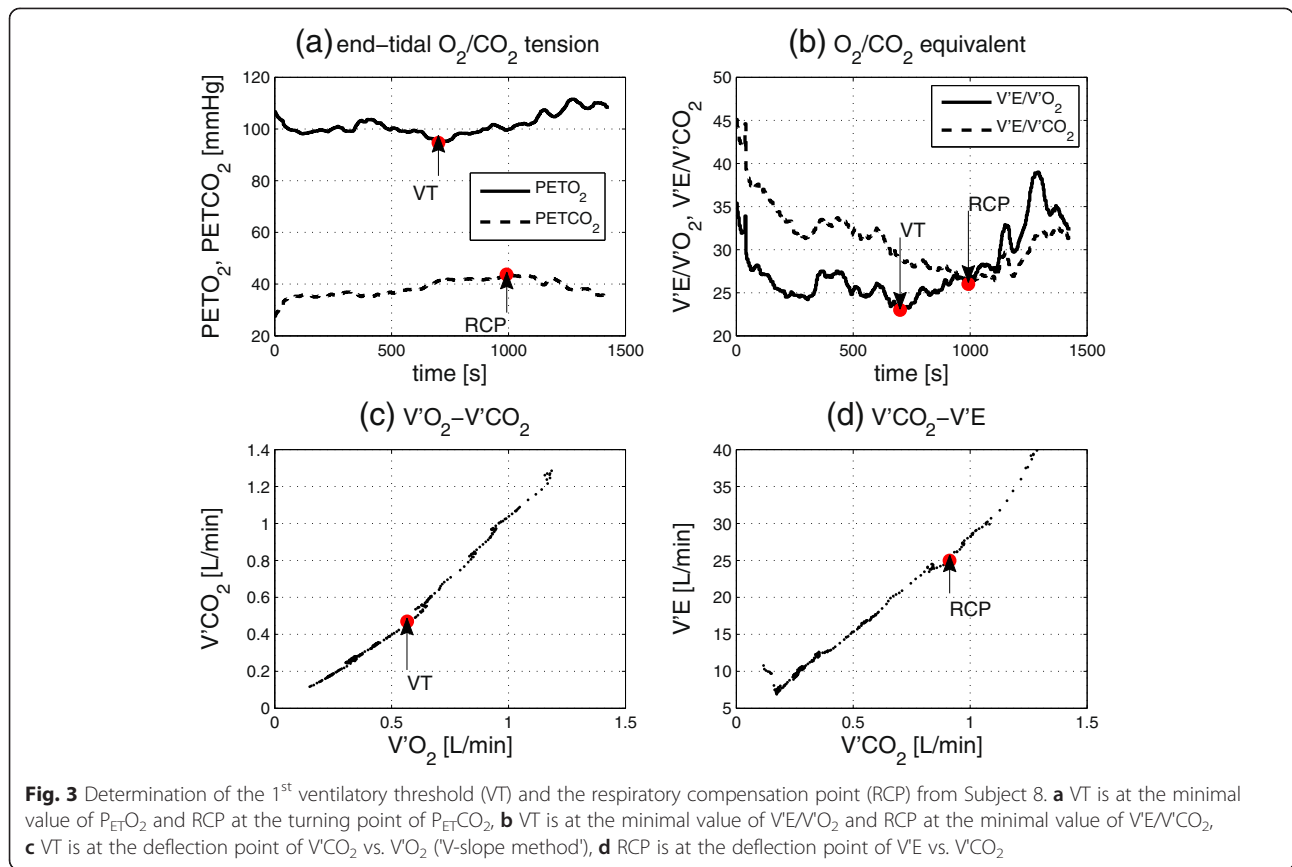 (a) end–tidal O2/CO2 tension
PETO2, PETCO2 [mmHg]
120
100
80
60
40
20
VT
PETO2
PETCO2
RCP
0
500
1000
1500
time [s]
(b) O2/CO2 equivalent
V'E/V'O2, V'E/V'CO2
50
45
40
35
30
25
20
V'E/V'O2
V'E/V'CO2
VT
RCP
0
500
1000
1500
time [s]
(c) V'O2–V'CO2
V'CO2 [L/min]
1.4
1.2
1
0.8
0.6
0.4
0.2
0
VT
0
0.5
1
1.5
V'O2 [L/min]
(d) V'CO2–V'E
V'E [L/min]
40
35
30
25
20
15
10
5
RCP
0
0.5
1
1.5
V'CO2 [L/min]
Fig. 3 Determination of the 1st ventilatory threshold (VT) and the respiratory compensation point (RCP) from Subject 8. a VT is at the minimal
value of PETO2 and RCP at the turning point of PETCO2, b VT is at the minimal value of V'E/V'O2 and RCP at the minimal value of V'E/V'CO2,
c VT is at the deflection point of V'CO2 vs. V'O2 ('V-slope method'), d RCP is at the deflection point of V'E vs. V'CO2